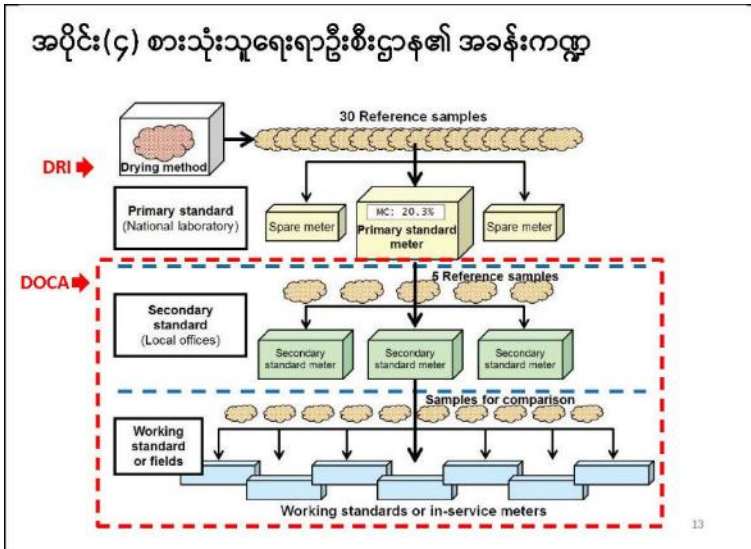 အပိုင်း(၄) စားသုံးသူရေးရာဦးစီးဌာန၏ အခန်းကဏ္ဍ
30 Reference samples
Drying method
DRI
Primary standard
(National laboratory)
Spare meter
MC: 20.3%
Primary standard
meter
Spare meter
DOCA
5 Reference samples
Secondary
standard
(Local offices)
Secondary
standard meter
Secondary
standard meter
Secondary
standard meter
Samples for comparison
Working
standard
or fields
Working standards or in-service meters
13